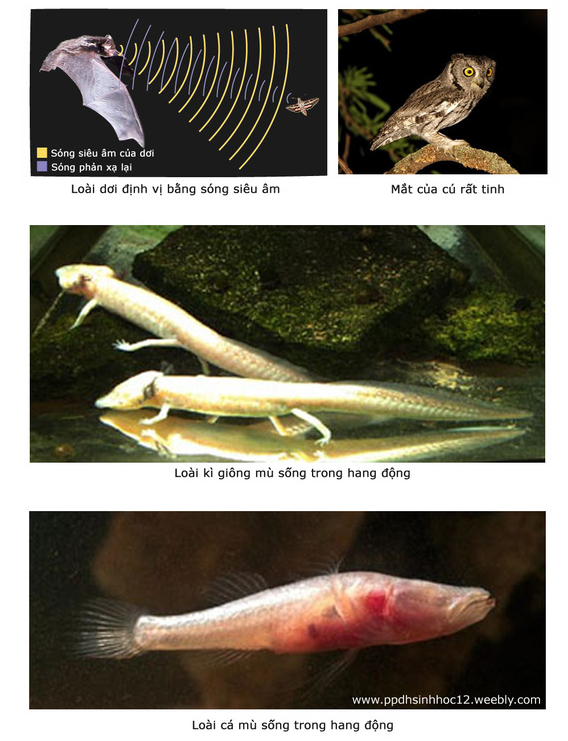 Sóng siêu âm của dơi
Sóng phản xạ lại
Loài dơi định vị bằng sóng siêu âm
Mắt của cú rất tinh
Loài kì giông mù sống trong hang động
www.ppdhsinhhoc12.weebly.com
Loài cá mù sống trong hang động